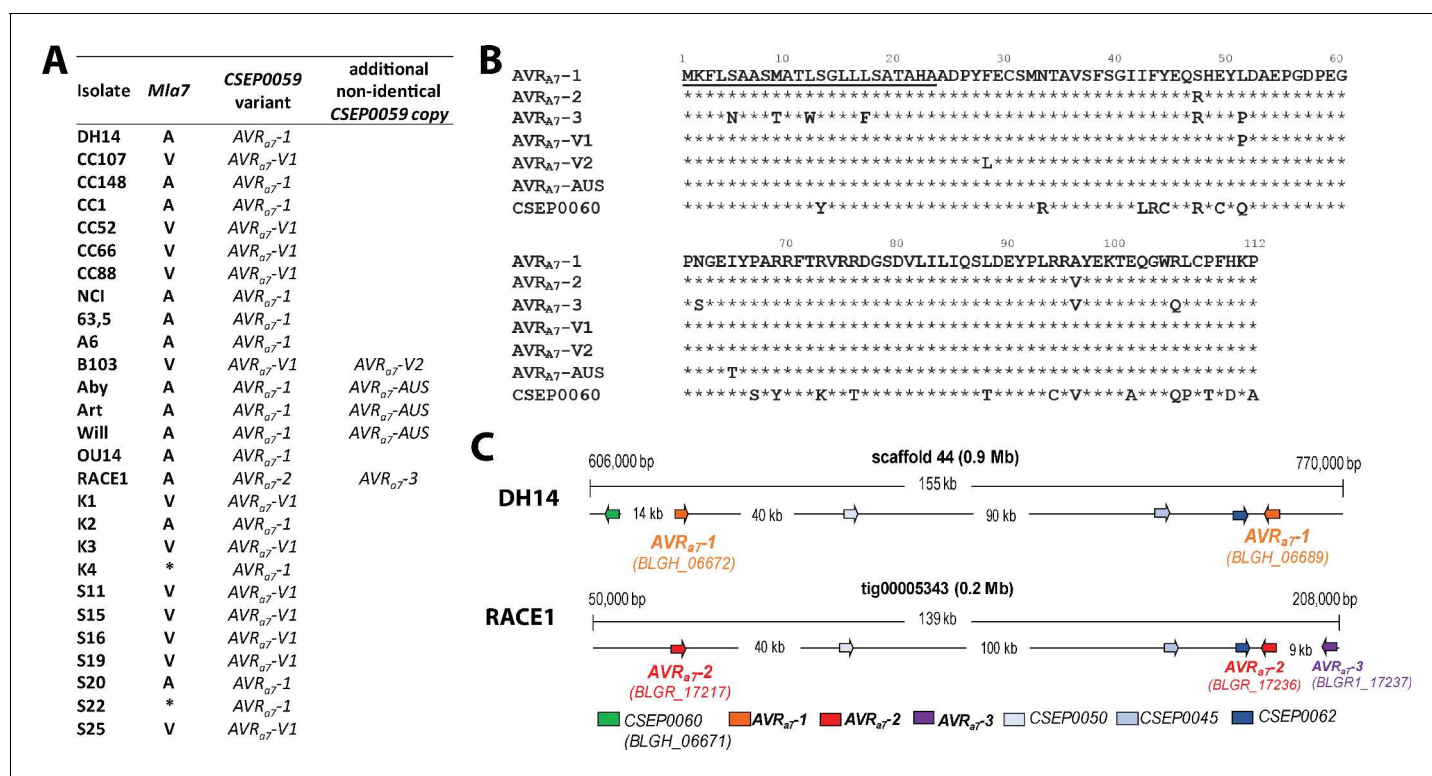 A
Isolate Mla7 CSEP0059 variant additional non-identical CSEP0059 copy
DH14 A AVRa7-1
CC107 V AVRa7-V1
CC148 A AVRa7-1
CC1 A AVRa7-1
CC52 V AVRa7-V1
CC66 V AVRa7-V1
CC88 V AVRa7-V1
NCI A AVRa7-1
63,5 A AVRa7-1
A6 A AVRa7-1
B103 V AVRa7-V1 AVRa7-V2
Aby A AVRa7-1 AVRa7-AUS
Art A AVRa7-1 AVRa7-AUS
Will A AVRa7-1 AVRa7-AUS
OU14 A AVRa7-1
RACE1 A AVRa7-2 AVRa7-3
K1 V AVRa7-V1
K2 A AVRa7-1
K3 V AVRa7-V1
K4 * AVRa7-1
S11 V AVRa7-V1
S15 V AVRa7-V1
S16 V AVRa7-V1
S19 V AVRa7-V1
S20 A AVRa7-1
S22 * AVRa7-1
S25 V AVRa7-V1
B
1 10 20 30 40 50 60
AVRA7-1 MKFLSAASMATLSGLLLSATAHAADPYFECSMNTAVSFSGIIFYEQSHEYLDAEPGDPEG
AVRA7-2 **********************************************R*************
AVRA7-3 ****N***T**W****F*****************************R***P*********
AVRA7-V1 **************************************************P*********
AVRA7-V2 ***************************L********************************
AVRA7-AUS ************************************************************
CSEP0060 ************Y*******************R********LRC**R*N*Q*********
70 80 90 100 112
AVRA7-1 PNGEIYPARRFTRVRRDGSDVLILIQSLDEYPLRRAYEKTEQGWRLCPFHKP
AVRA7-2 ***********************************V****************
AVRA7-3 *S*********************************V********Q*******
AVRA7-V1 ****************************************************
AVRA7-V2 ****************************************************
AVRA7-AUS ****T***********************************************
CSEP0060 ******V*Y***K**T***********T*****C*V****A***QP*T*D*A
C
606,000 bp scaffold 44 (0.9 Mb) 770,000 bp
155 kb
DH14
14 kb 40 kb 90 kb
AVRa7-1 AVRa7-1
(BLGH_06672) (BLGH_06689)
50,000 bp tig00005343 (0.2 Mb) 208,000 bp
RACE1
139 kb
40 kb 100 kb 9 kb
AVRa7-2 AVRa7-2 AVRa7-3
(BLGR_17217) (BLGR_17236) (BLGR1_17237)
CSEP0060 AVRa7-1 AVRa7-2 AVRa7-3 CSEP0050 CSEP0045 CSEP0062
(BLGH_06671)